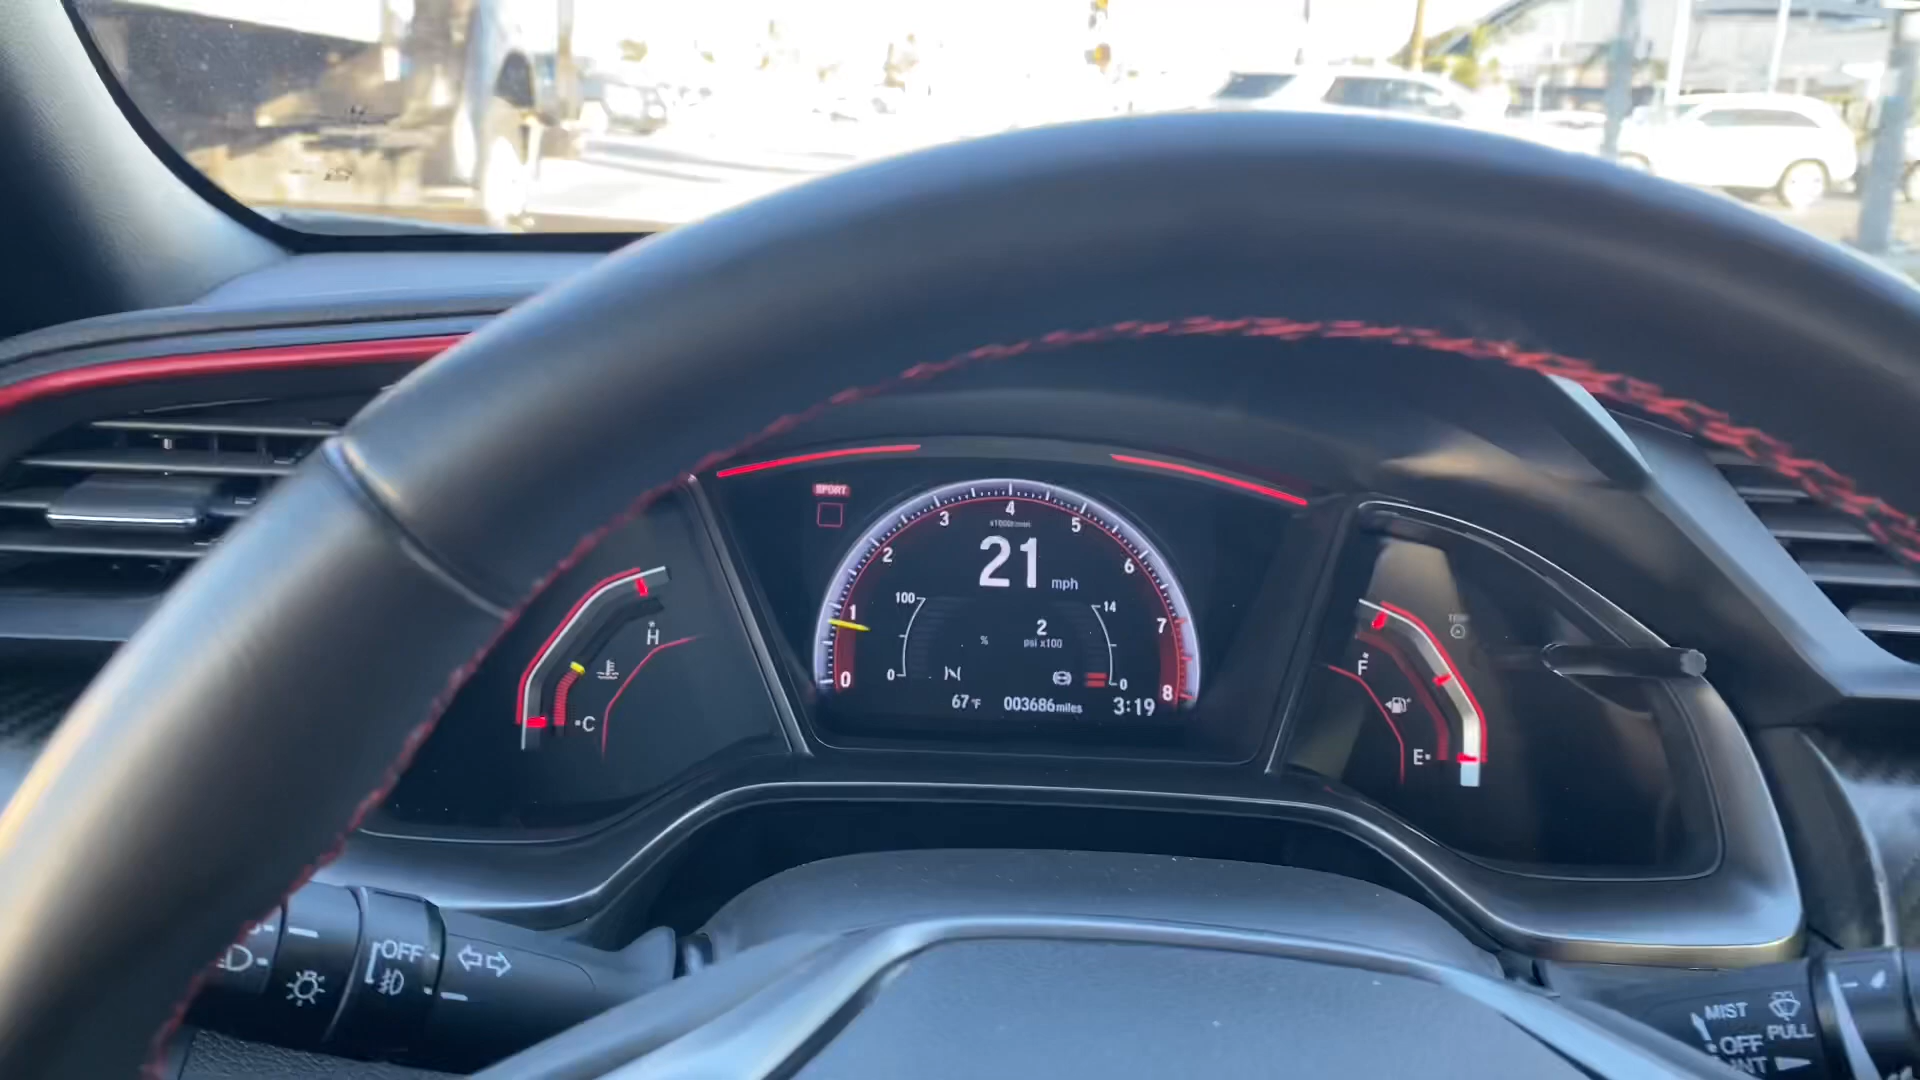 SPORT
0 1 2 3 4 5 6 7 8
x1000r/min
21 mph
100
0
%
2
psi x100
14
0
67°F 003686miles 3:19
H
C
F
E
OFF
MIST
PULL
OFF
INT